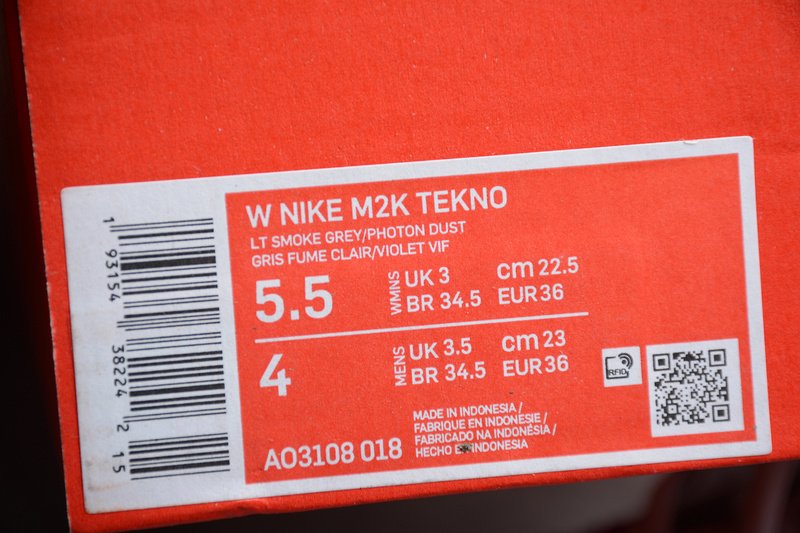 W NIKE M2K TEKNO
LT SMOKE GREY/PHOTON DUST
GRIS FUME CLAIR/VIOLET VIF
5.5 WMNS UK 3 cm 22.5
BR 34.5 EUR 36
4 MENS UK 3.5 cm 23
BR 34.5 EUR 36
RFID
MADE IN INDONESIA /
FABRIQUE EN INDONESIE /
FABRICADO NA INDONÉSIA /
HECHO INDONESIA
AO3108 018
1 93154 38224 2 15